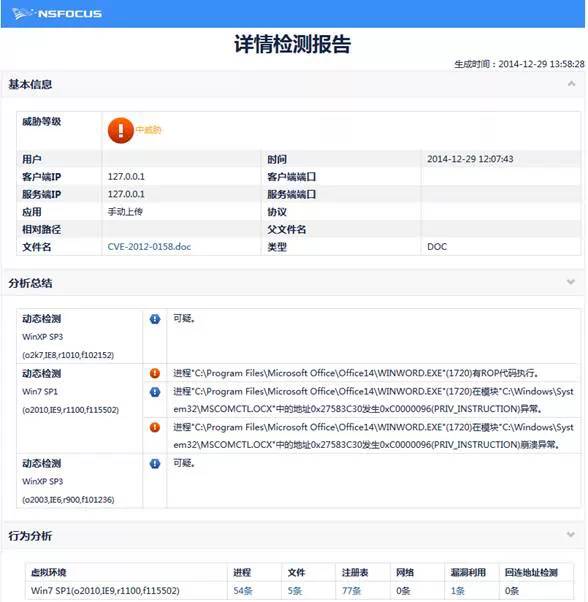 NSFOCUS
详情检测报告
生成时间：2014-12-29 13:58:28
基本信息
威胁等级 中威胁
用户 时间 2014-12-29 12:07:43
客户端IP 127.0.0.1 客户端端口
服务端IP 127.0.0.1 服务端端口
应用 手动上传 协议
相对路径 父文件名
文件名 CVE-2012-0158.doc 类型 DOC
分析总结
动态检测 可疑。
WinXP SP3
(o2k7,IE8,r1010,f102152)
动态检测 进程"C:\Program Files\Microsoft Office\Office14\WINWORD.EXE"(1720)有ROP代码执行。
Win7 SP1 进程"C:\Program Files\Microsoft Office\Office14\WINWORD.EXE"(1720)在模块"C:\Windows\Syst
(o2010,IE9,r1100,f115502) em32\MSCOMCTL.OCX"中的地址0x27583C30发生0xC0000096(PRIV_INSTRUCTION)异常。
进程"C:\Program Files\Microsoft Office\Office14\WINWORD.EXE"(1720)在模块"C:\Windows\Syst
em32\MSCOMCTL.OCX"中的地址0x27583C30发生0xC0000096(PRIV_INSTRUCTION)崩溃异常。
动态检测 可疑。
WinXP SP3
(o2003,IE6,r900,f101236)
行为分析
虚拟环境 进程 文件 注册表 网络 漏洞利用 回连地址检测
Win7 SP1(o2010,IE9,r1100,f115502) 54条 5条 77条 0条 1条 0条